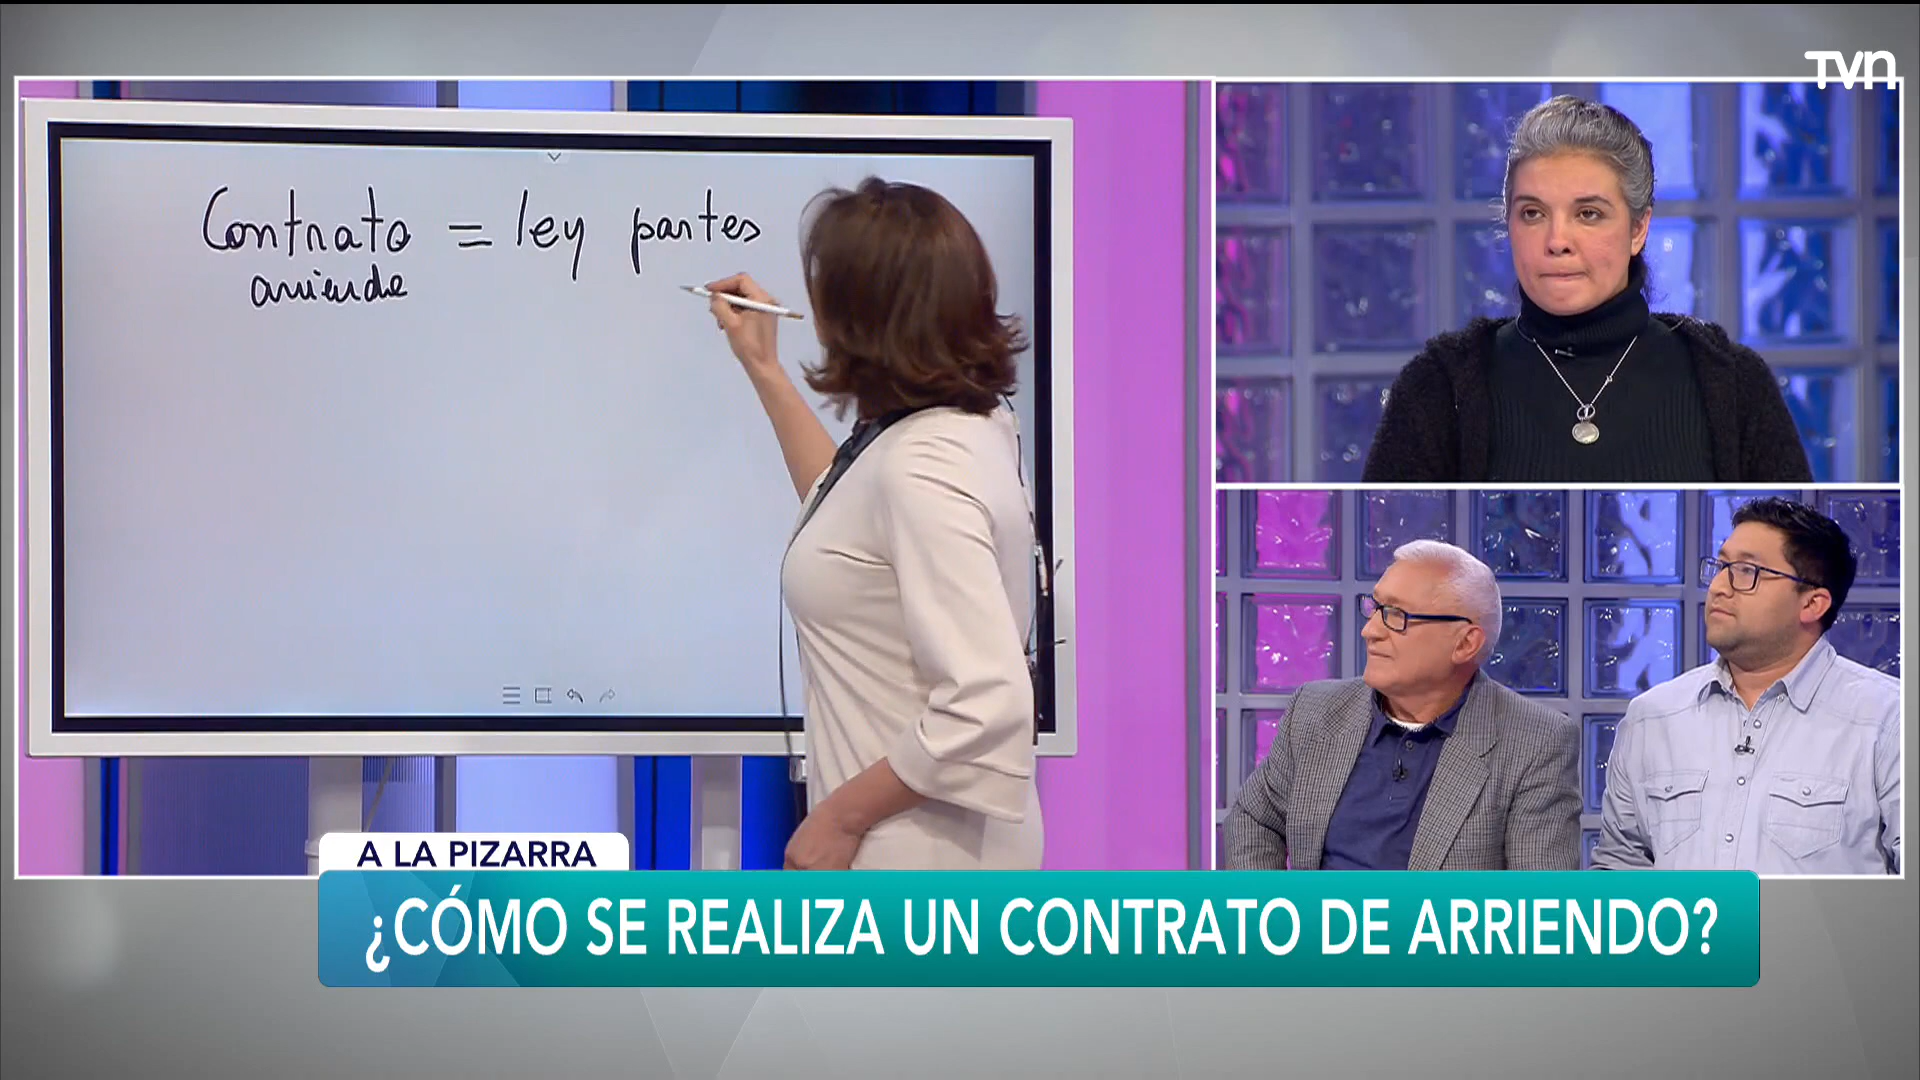 TVN
Contrato = ley partes
arriendo
A LA PIZARRA
¿CÓMO SE REALIZA UN CONTRATO DE ARRIENDO?